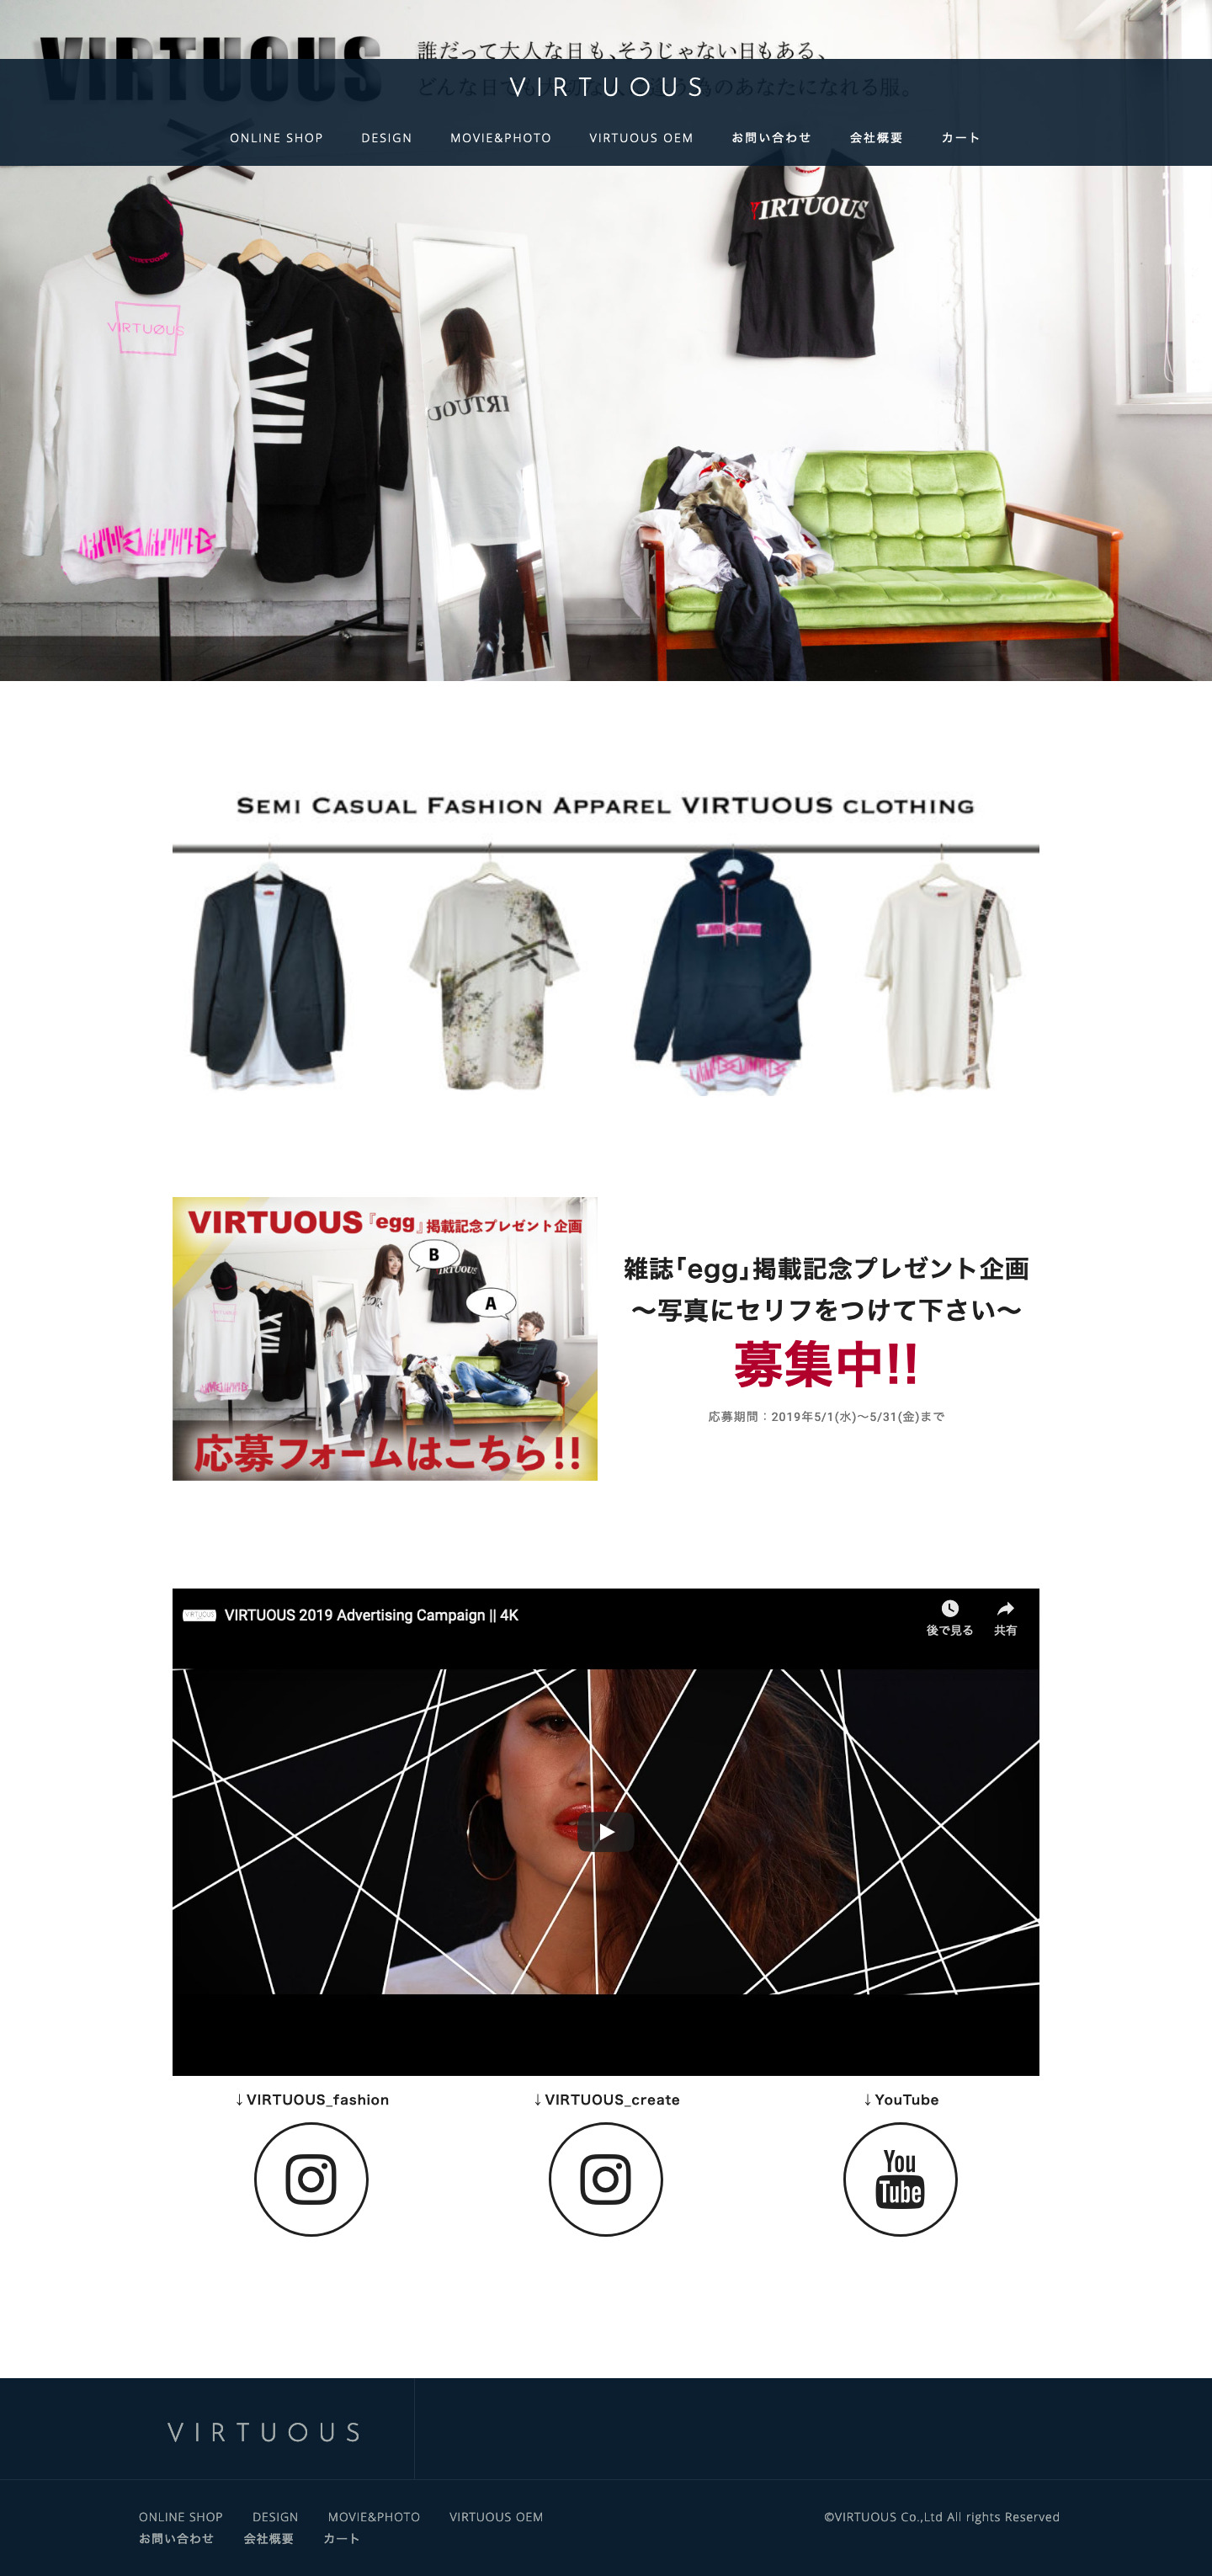 VIRTUOUS
誰だって大人な日も、そうじゃない日もある、
どんな日でも
のあなたになれる服。
VIRTUOUS
ONLINE SHOP DESIGN MOVIE&PHOTO VIRTUOUS OEM お問い合わせ 会社概要 カート
VIRTUOUS
VIRTUØUS
XVII
VIRTUOUS
SEMI CASUAL FASHION APPAREL VIRTUOUS CLOTHING
VIRTUOUS『egg』掲載記念プレゼント企画
B
A
応募フォームはこちら!!
雑誌「egg」掲載記念プレゼント企画
〜写真にセリフをつけて下さい〜
募集中!!
応募期間：2019年5/1(水)〜5/31(金)まで
VIRTUOUS 2019 Advertising Campaign || 4K
後で見る 共有
↓VIRTUOUS_fashion ↓VIRTUOUS_create ↓YouTube
You
Tube
VIRTUOUS
ONLINE SHOP DESIGN MOVIE&PHOTO VIRTUOUS OEM
お問い合わせ 会社概要 カート
©VIRTUOUS Co.,Ltd All rights Reserved